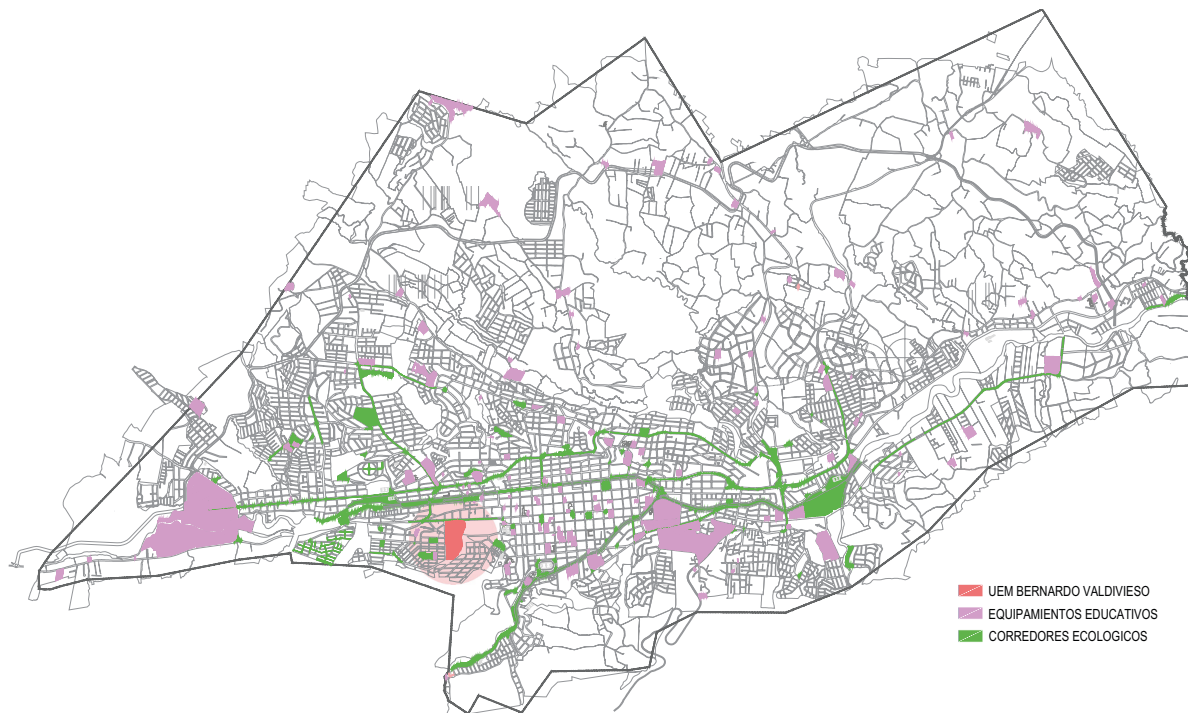 UEM BERNARDO VALDIVIESO
EQUIPAMIENTOS EDUCATIVOS
CORREDORES ECOLOGICOS